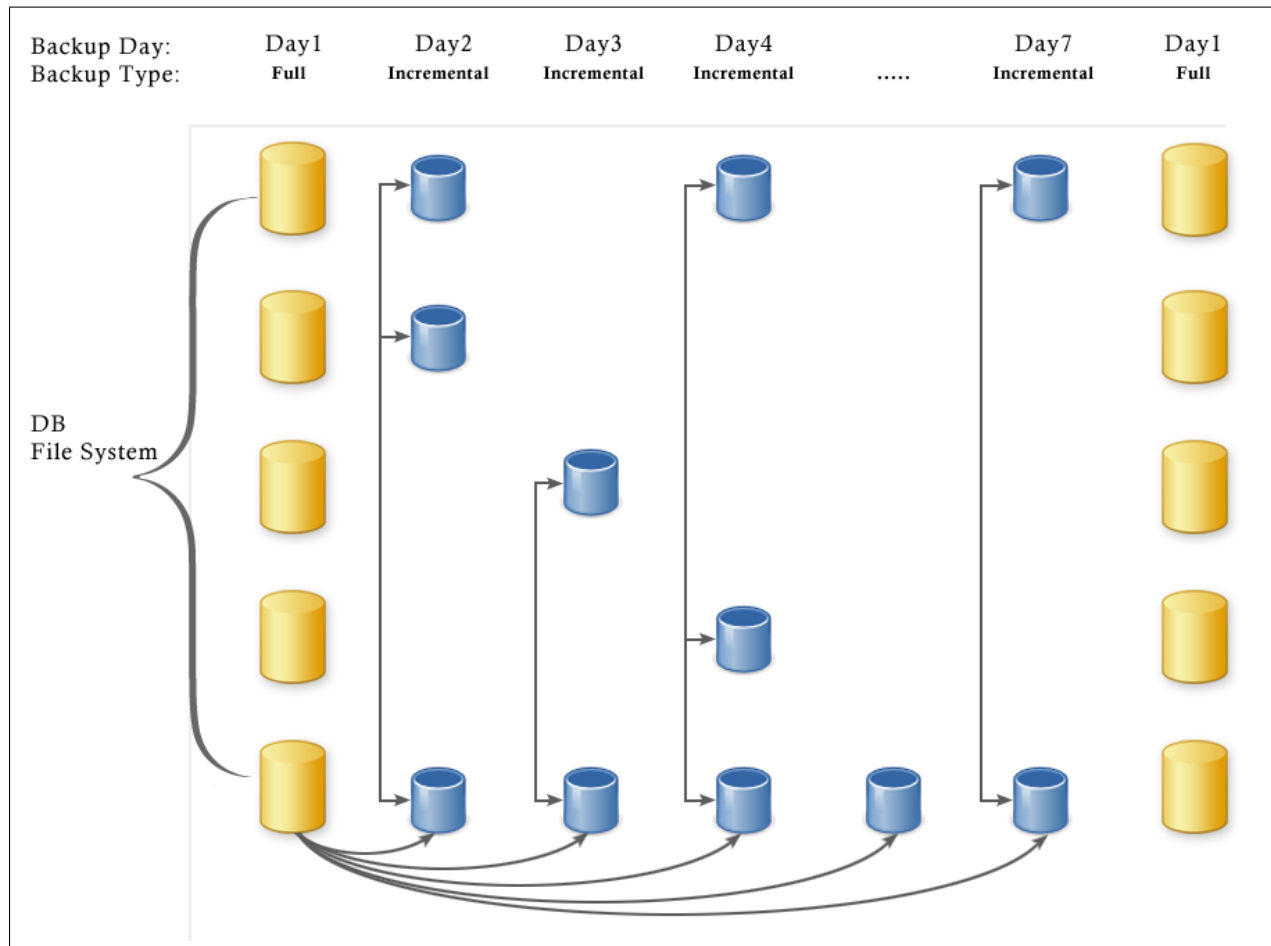 Backup Day: Day1 Day2 Day3 Day4 Day7 Day1
Backup Type: Full Incremental Incremental Incremental ..... Incremental Full
DB
File System